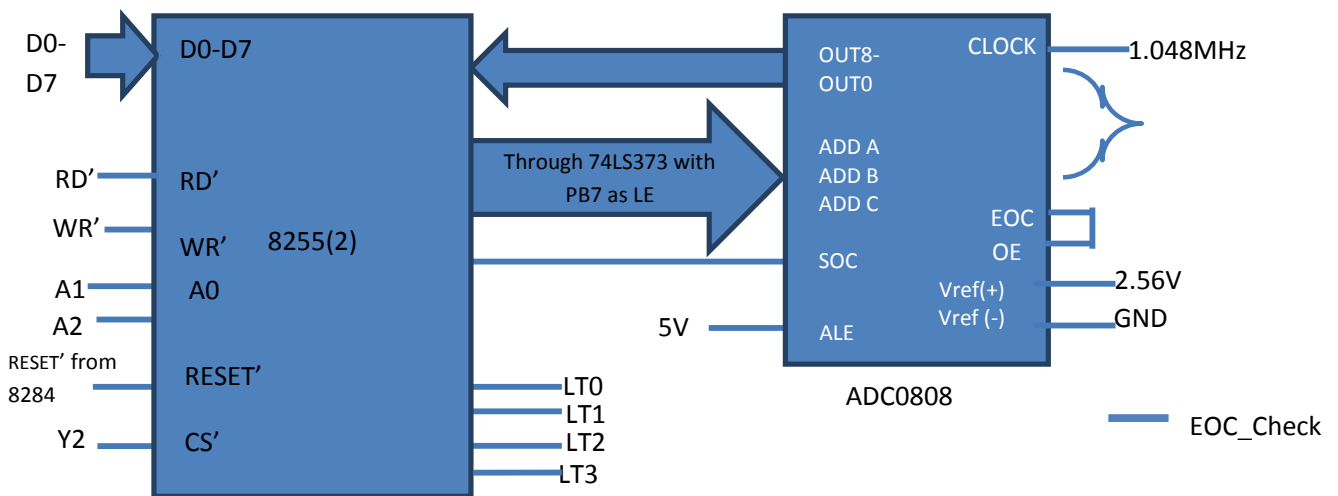 D0-
D7
D0-D7
RD’
RD’
WR’
WR’
8255(2)
A1
A0
A2
RESET’ from
8284
RESET’
Y2
CS’
Through 74LS373 with
PB7 as LE
LT0
LT1
LT2
LT3
5V
OUT8-
OUT0
ADD A
ADD B
ADD C
SOC
ALE
CLOCK
EOC
OE
Vref(+)
Vref (-)
1.048MHz
2.56V
GND
ADC0808
EOC_Check